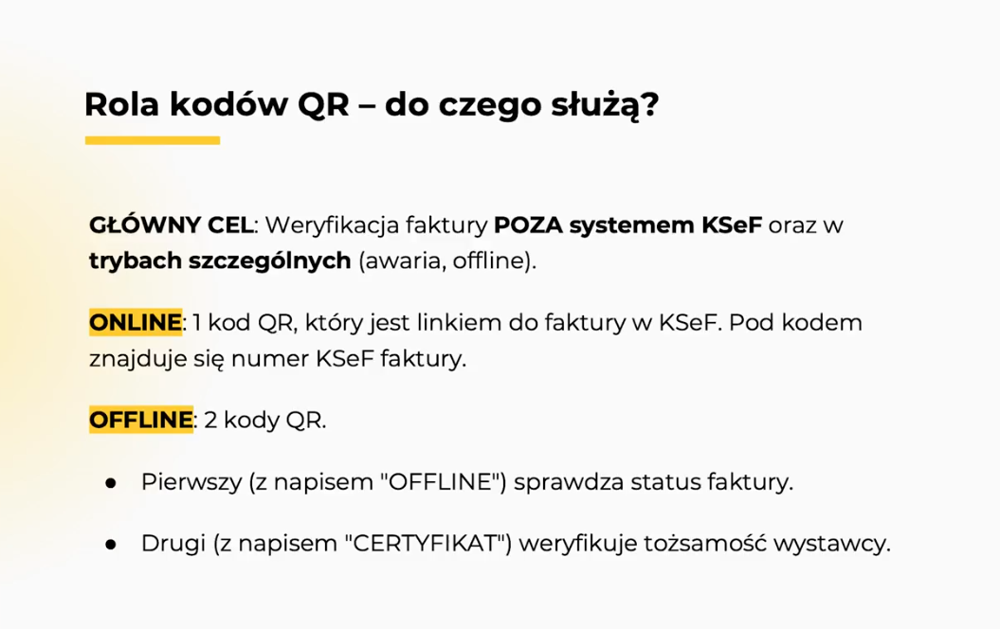 Rola kodów QR – do czego służą?
GŁÓWNY CEL: Weryfikacja faktury POZA systemem KSeF oraz w
trybach szczególnych (awaria, offline).
ONLINE: 1 kod QR, który jest linkiem do faktury w KSeF. Pod kodem
znajduje się numer KSeF faktury.
OFFLINE: 2 kody QR.
● Pierwszy (z napisem "OFFLINE") sprawdza status faktury.
● Drugi (z napisem "CERTYFIKAT") weryfikuje tożsamość wystawcy.